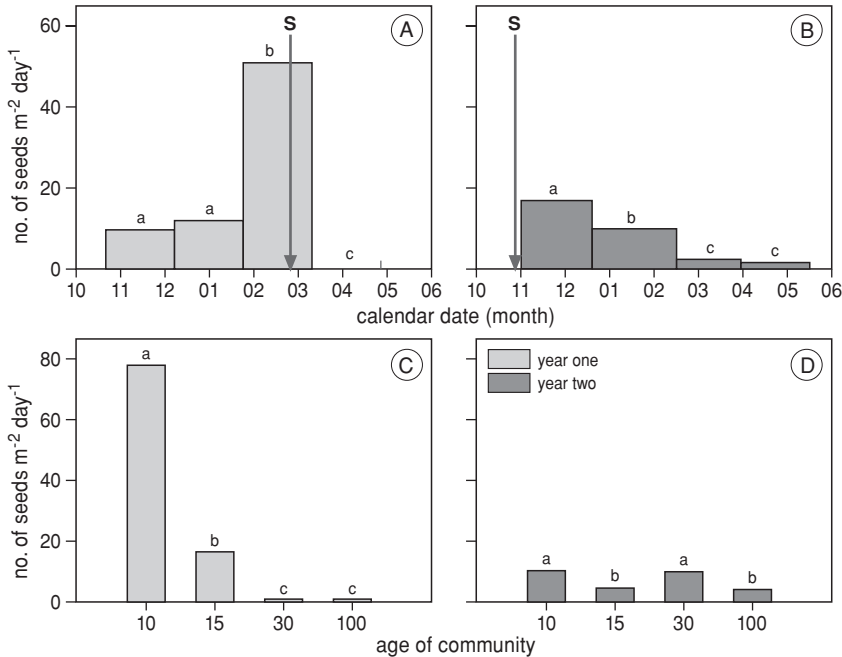 S
A
60
40
20
0
no. of seeds m-2 day-1
a
a
b
c
10 11 12 01 02 03 04 05 06
S
B
a
b
c
c
10 10 11 12 01 02 03 04 05 06
calendar date (month)
C
80
60
40
20
0
no. of seeds m-2 day-1
a
b
c
c
10 15 30 100
year one
year two
D
a
b
a
b
10 15 30 100
age of community